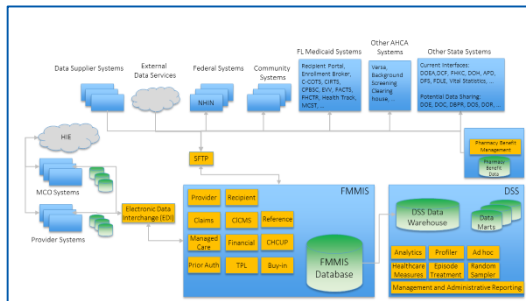 FL Medicaid Systems
Other AHCA
Systems
Other State Systems
Data Supplier Systems
External
Data Services
Federal Systems
Community
Systems
NHIN
Recipient Portal,
Enrollment Broker,
C-COTS, CIRTS,
CPBSC, EVV, FACTS,
FHCTP, Health Track,
MCST, ...
Versa,
Background
Screening
Clearing
house,
...
Current Interfaces:
DOEA,DCF, FHKC, DOH, APD,
DFS, FDLE, Vital Statistics, ...
Potential Data Sharing:
DOE, DOC, DBPR, DOS, DOR, ...
HIE
MCO Systems
Provider Systems
Electronic Data
Interchange (EDI)
SFTP
Pharmacy Benefit
Management
Pharmacy
Benefit
Data
FMMIS
Provider
Recipient
Claims
CICMS
Reference
Managed
Care
Financial
CHCUP
Prior Auth
TPL
Buy-in
FMMIS
Database
DSS
DSS Data
Warehouse
Data
Marts
Analytics
Profiler
Ad hoc
Healthcare
Measures
Episode
Treatment
Random
Sampler
Management and Administrative Reporting